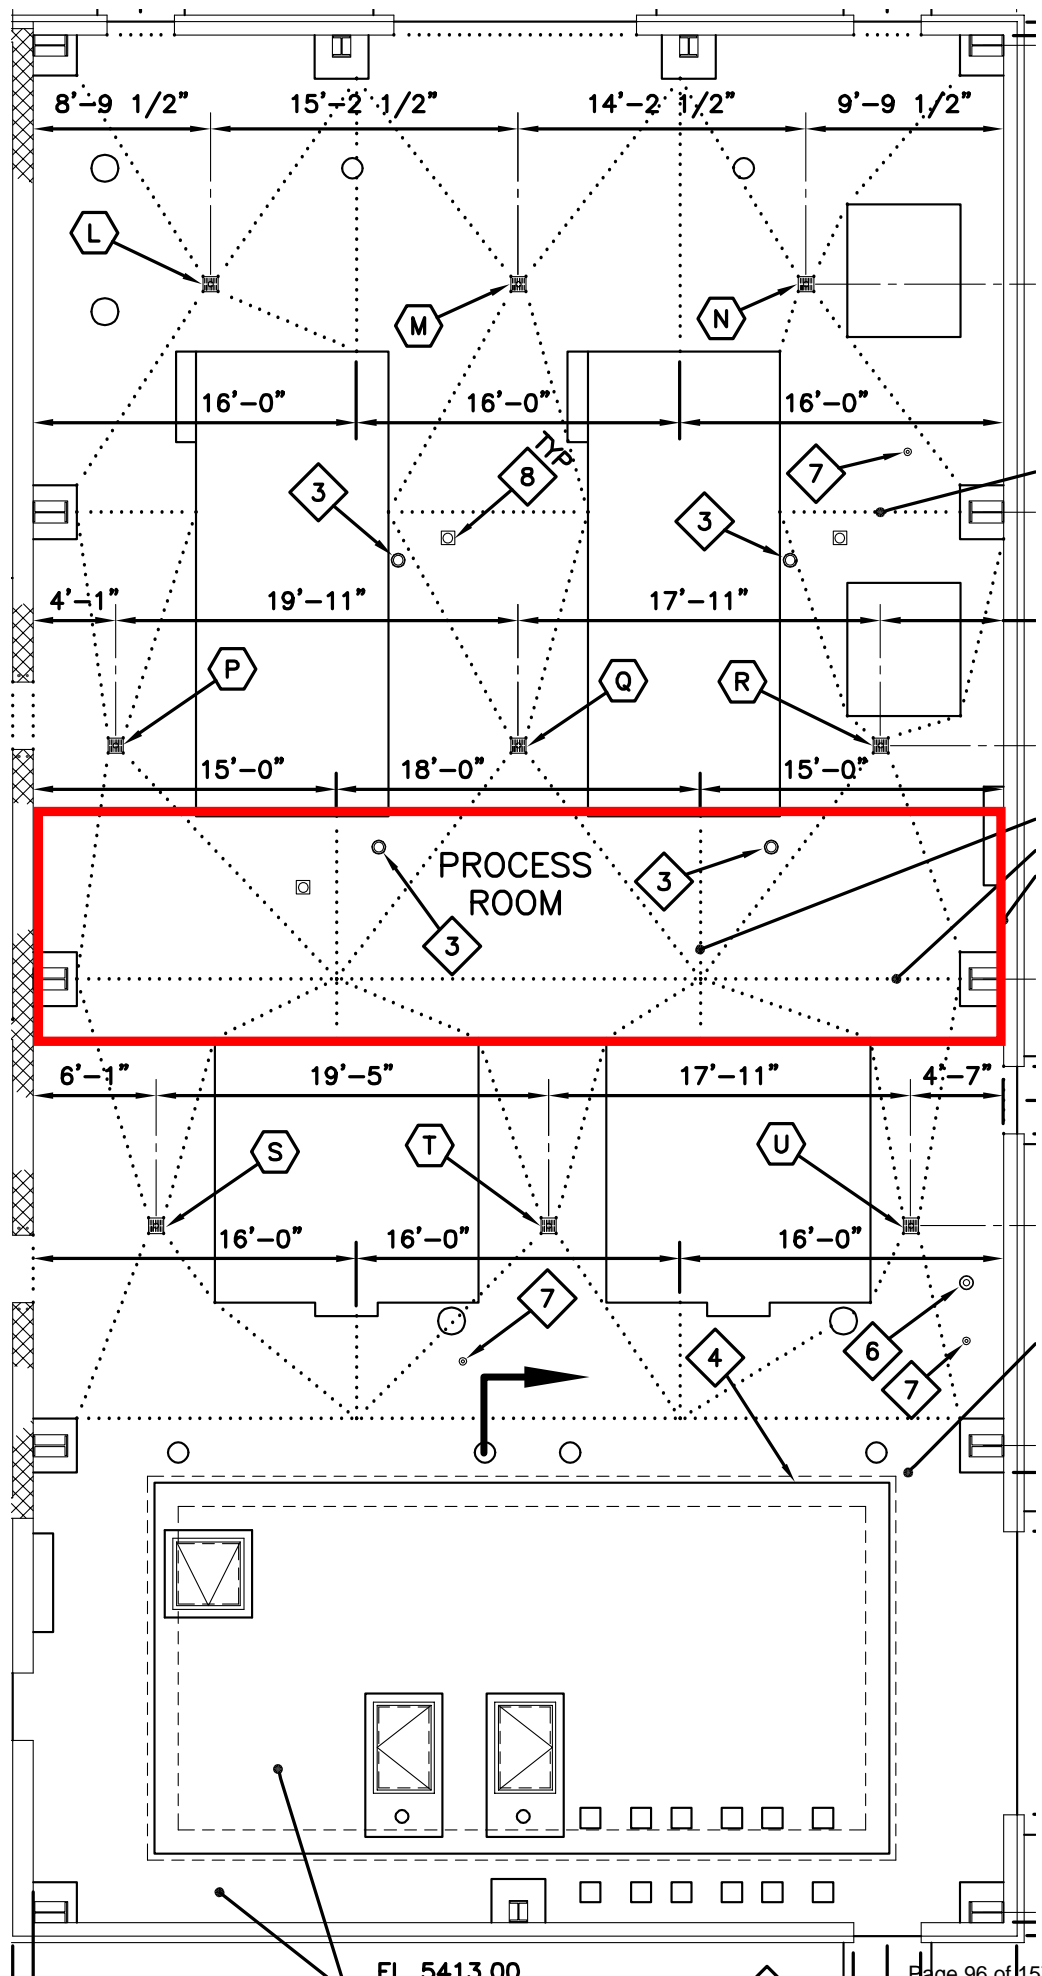 8'-9 1/2"
15'-2 1/2"
14'-2 1/2"
9'-9 1/2"
L
M
N
16'-0"
16'-0"
16'-0"
TYP
8
3
7
3
4'-1"
19'-11"
17'-11"
P
Q
R
15'-0"
18'-0"
15'-0"
PROCESS
ROOM
3
3
6'-1"
19'-5"
17'-11"
4'-7"
S
T
U
16'-0"
16'-0"
16'-0"
7
6
4
7
EL 5413.00
Page 96 of 15